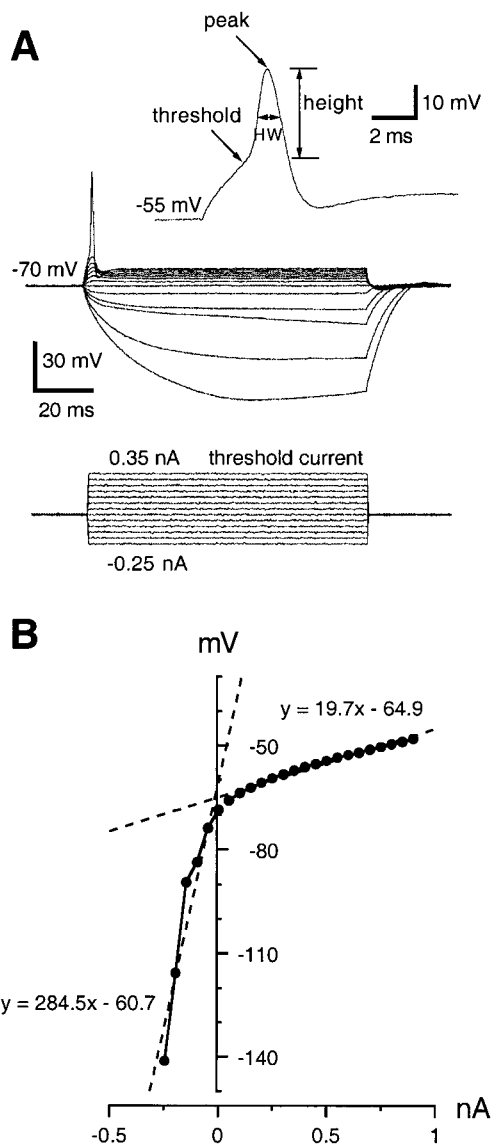 A
peak
threshold
height
HW
10 mV
2 ms
-55 mV
-70 mV
30 mV
20 ms
0.35 nA threshold current
-0.25 nA
B
mV
y = 19.7x - 64.9
-50
-80
-110
y = 284.5x - 60.7
-140
nA
-0.5 0 0.5 1